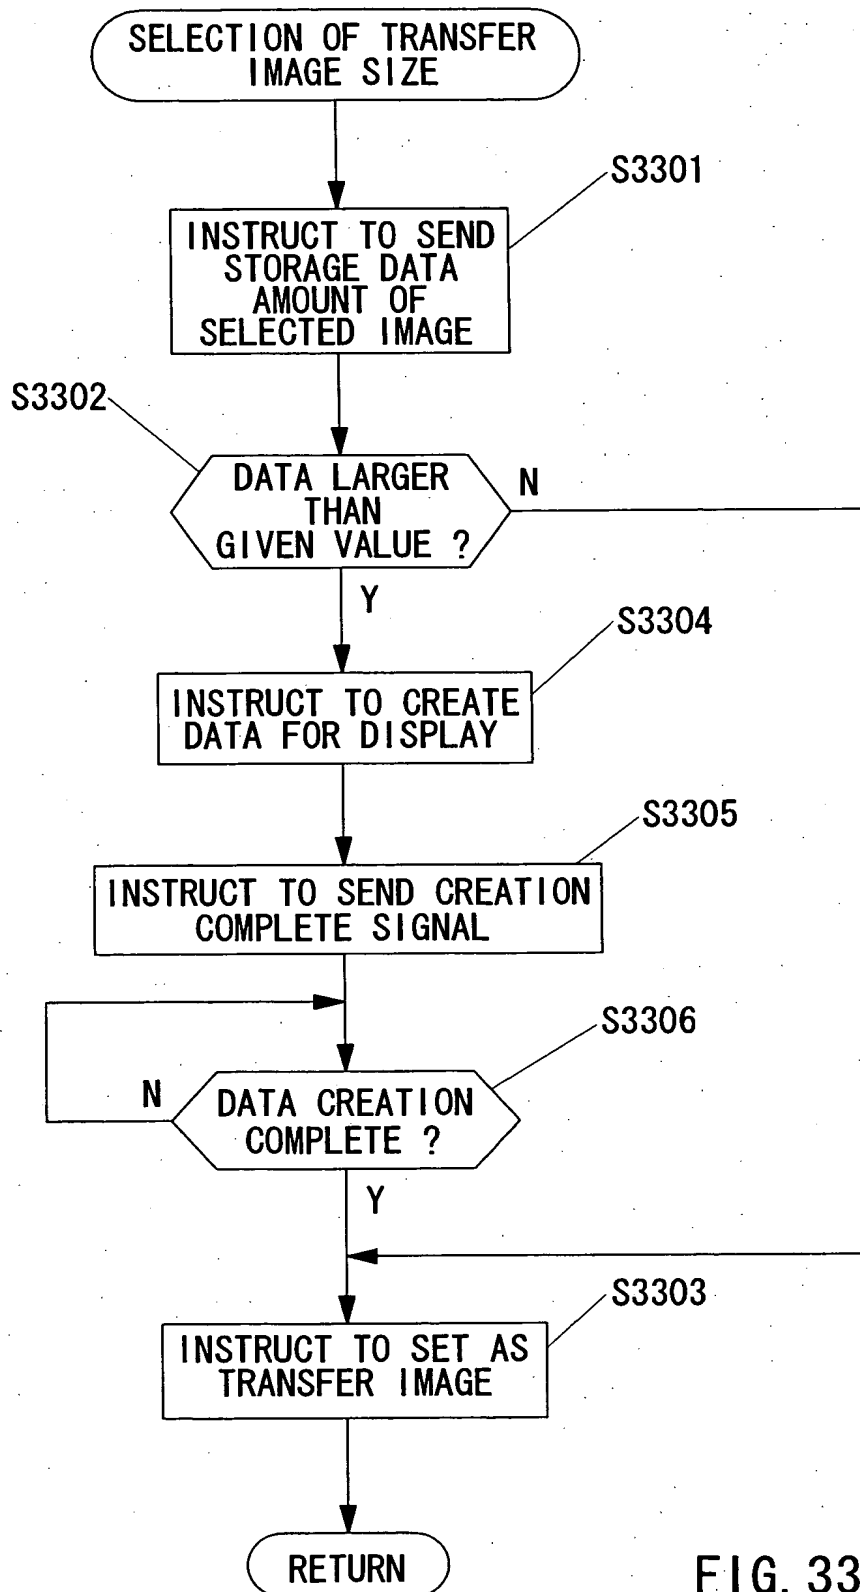 SELECTION OF TRANSFER
IMAGE SIZE
S3301
INSTRUCT TO SEND
STORAGE DATA
AMOUNT OF
SELECTED IMAGE
S3302
DATA LARGER
THAN
GIVEN VALUE ?
N
Y
S3304
INSTRUCT TO CREATE
DATA FOR DISPLAY
S3305
INSTRUCT TO SEND CREATION
COMPLETE SIGNAL
S3306
N
DATA CREATION
COMPLETE ?
Y
S3303
INSTRUCT TO SET AS
TRANSFER IMAGE
RETURN
FIG. 33